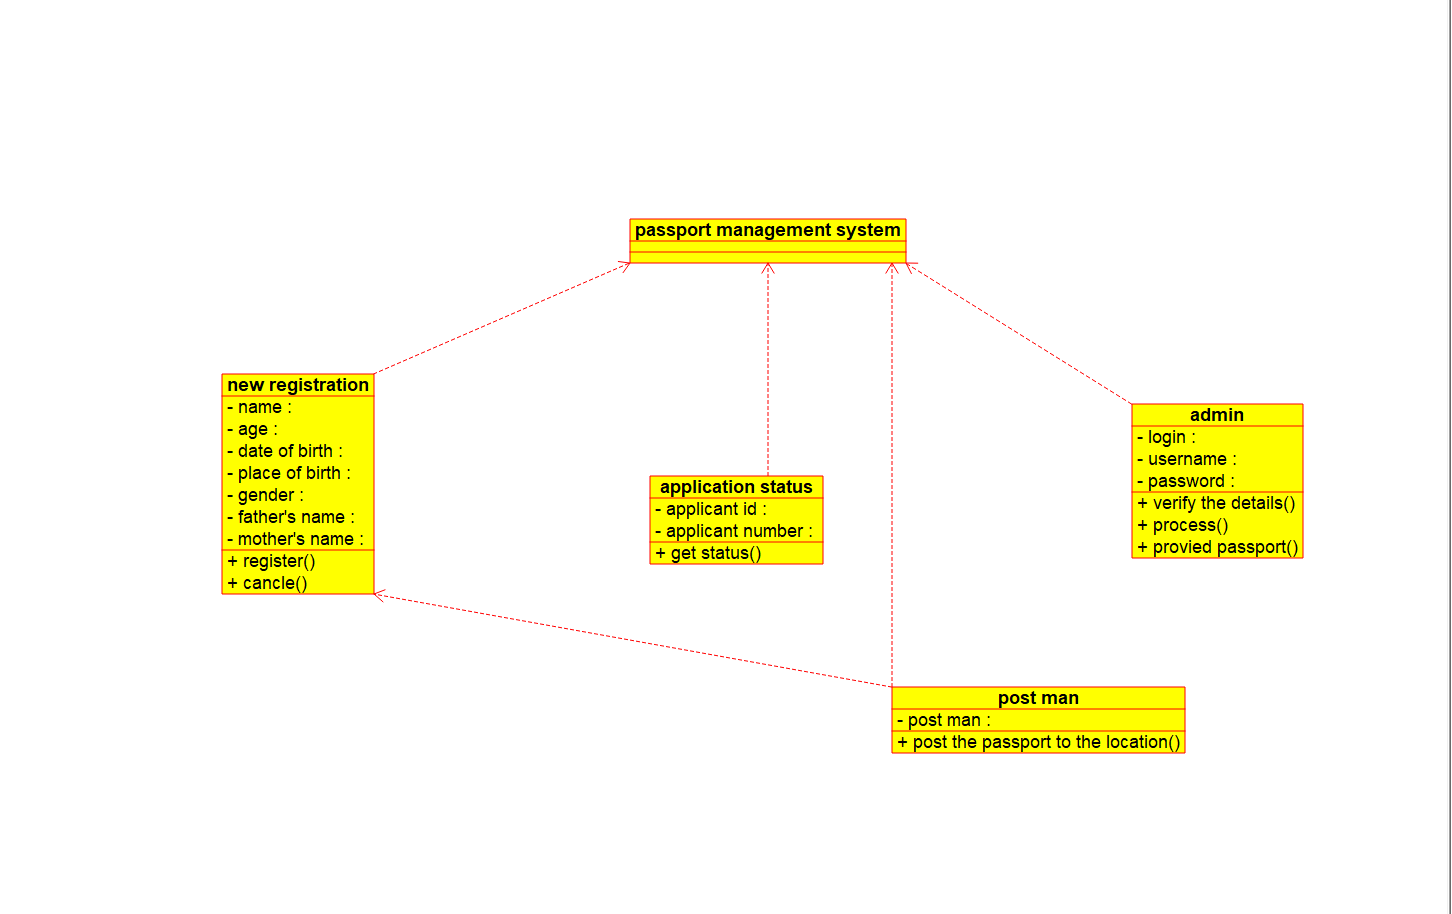 passport management system
new registration
- name :
- age :
- date of birth :
- place of birth :
- gender :
- father's name :
- mother's name :
+ register()
+ cancle()
application status
- applicant id :
- applicant number :
+ get status()
admin
- login :
- username :
- password :
+ verify the details()
+ process()
+ provied passport()
post man
- post man :
+ post the passport to the location()